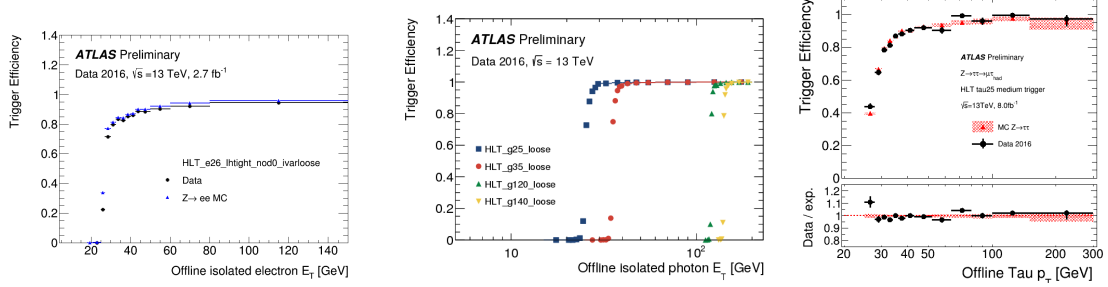 Trigger Efficiency
1.4
1.2
1
0.8
0.6
0.4
0.2
0
ATLAS Preliminary
Data 2016, √s =13 TeV, 2.7 fb⁻¹
HLT_e26_lhtight_nod0_ivarloose
Data
Z→ ee MC
20 40 60 80 100 120 140
Offline isolated electron E_T [GeV]
Trigger Efficiency
1.4
1.2
1
0.8
0.6
0.4
0.2
0
ATLAS Preliminary
Data 2016, √s = 13 TeV
HLT_g25_loose
HLT_g35_loose
HLT_g120_loose
HLT_g140_loose
10 10²
Offline isolated photon E_T [GeV]
Trigger Efficiency
1
0.8
0.6
0.4
0.2
0
ATLAS Preliminary
Z→ττ→μτ_had
HLT tau25 medium trigger
√s=13TeV, 8.0fb⁻¹
MC Z→ττ
Data 2016
Data / exp.
1.2
1.1
1.0
0.9
0.8
20 30 40 50 60 100 200 300
Offline Tau p_T [GeV]